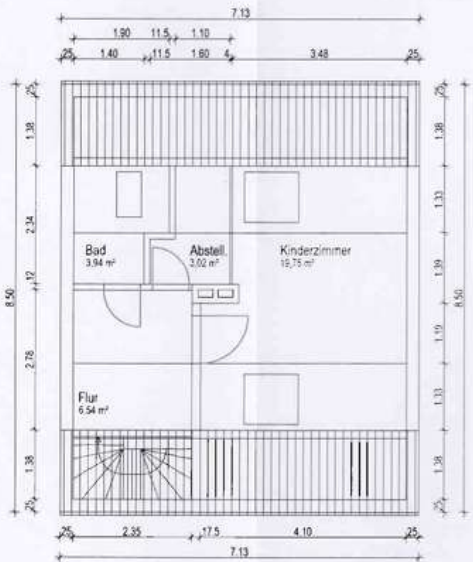 7.13
1.90 11.5 1.10
25 1.40 11.5 1.60 4 3.48 25
25
1.38
2.34
12
2.78
1.38
25
8.50
25
1.38
1.33
1.39
1.19
1.33
1.38
25
8.50
Bad
3,94 m²
Abstell.
2,02 m²
Kinderzimmer
19,75 m²
Flur
6.54 m²
25 2.35 17.5 4.10 25
7.13